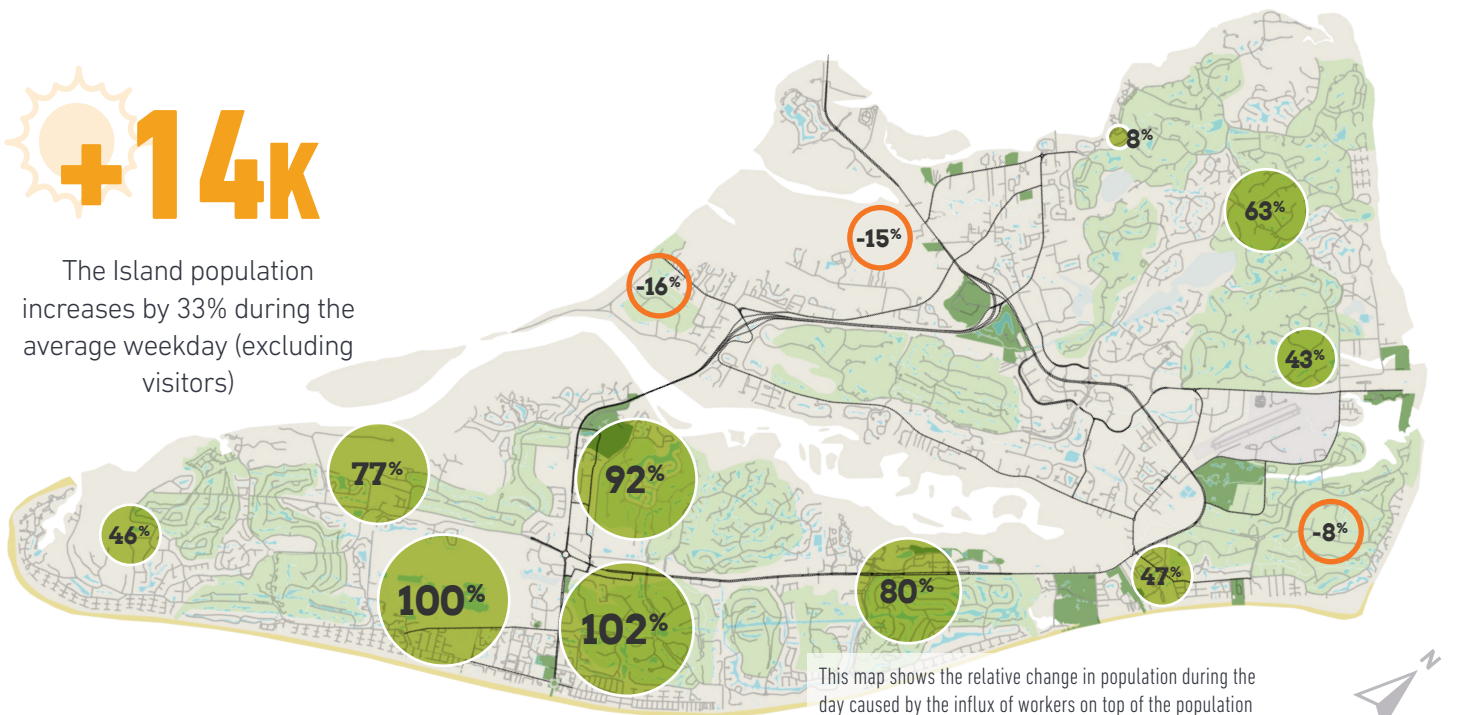 +14K
The Island population
increases by 33% during the
average weekday (excluding
visitors)
8%
63%
-15%
-16%
43%
77%
92%
46%
-8%
47%
80%
100%
102%
This map shows the relative change in population during the
day caused by the influx of workers on top of the population
N